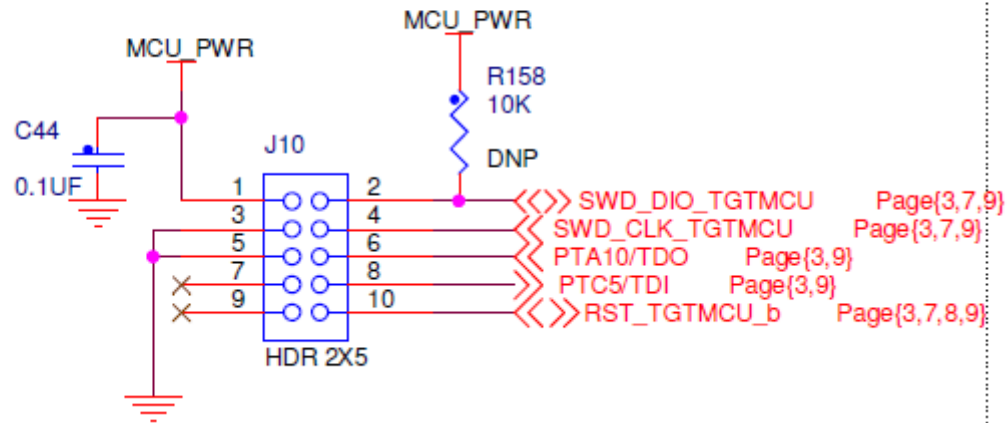 MCU_PWR
MCU_PWR
R158
10K
C44
J10
DNP
0.1UF
1 2 SWD_DIO_TGTMCU Page{3,7,9}
3 4 SWD_CLK_TGTMCU Page{3,7,9}
5 6 PTA10/TDO Page{3,9}
7 8 PTC5/TDI Page{3,9}
9 10 RST_TGTMCU_b Page{3,7,8,9}
HDR 2X5